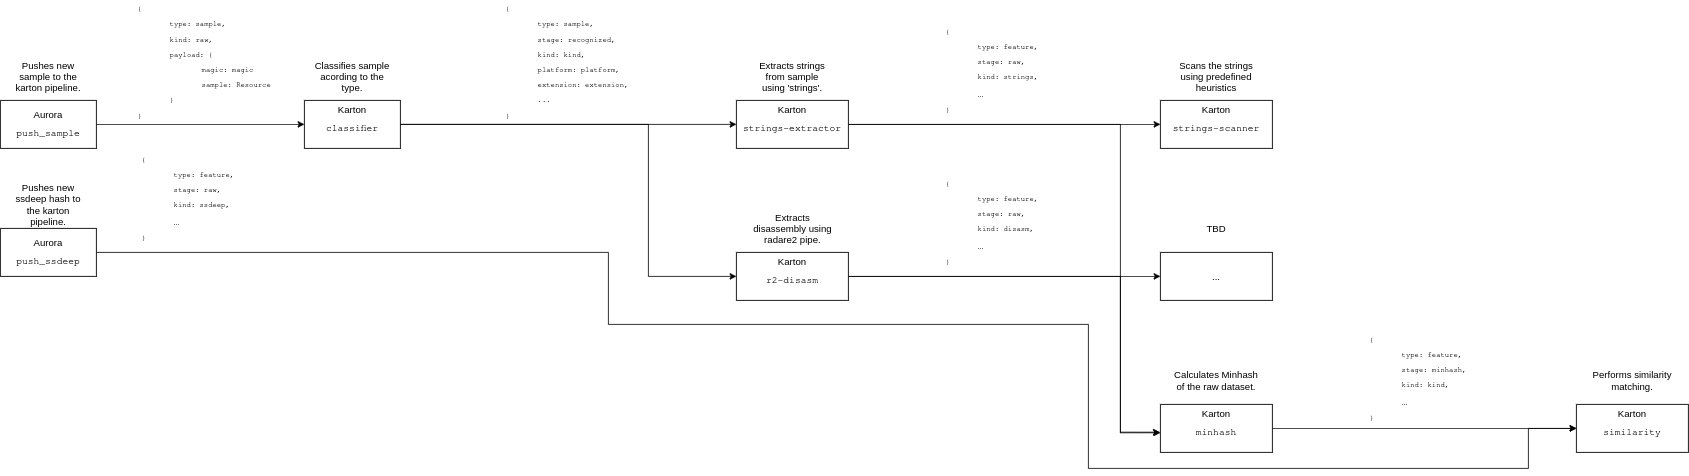 {
type: sample,
kind: raw,
payload: {
magic: magic
sample: Resource
}
}
{
type: sample,
stage: recognized,
kind: kind,
platform: platform,
extension: extension,
...
}
{
type: feature,
stage: raw,
kind: strings,
...
}
Pushes new
sample to the
karton pipeline.
Aurora
push_sample
Classifies sample
acording to the
type.
Karton
classifier
Extracts strings
from sample
using 'strings'.
Karton
strings-extractor
Scans the strings
using predefined
heuristics
Karton
strings-scanner
{
type: feature,
stage: raw,
kind: ssdeep,
...
}
Pushes new
ssdeep hash to
the karton
pipeline.
Aurora
push_ssdeep
Extracts
disassembly using
radare2 pipe.
Karton
r2-disasm
{
type: feature,
stage: raw,
kind: disasm,
...
}
TBD
...
Calculates Minhash
of the raw dataset.
Karton
minhash
{
type: feature,
stage: minhash,
kind: kind,
...
}
Performs similarity
matching.
Karton
similarity